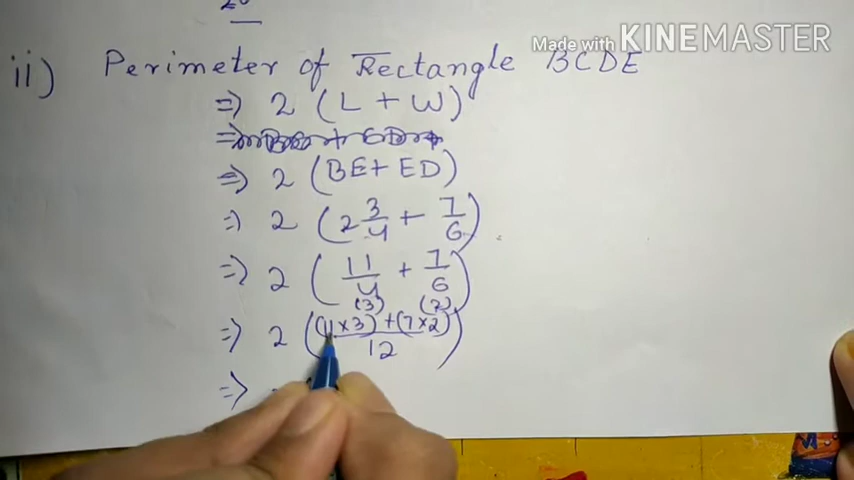 Made with KINEMASTER
ii) Perimeter of Rectangle BCDE
⇒ 2 (L + W)
⇒ 2 (BE + ED)
⇒ 2 (2 3/4 + 7/6)
⇒ 2 (11/4 + 7/6)
(3) (2)
⇒ 2 ((11×3) + (7×2))/12
⇒